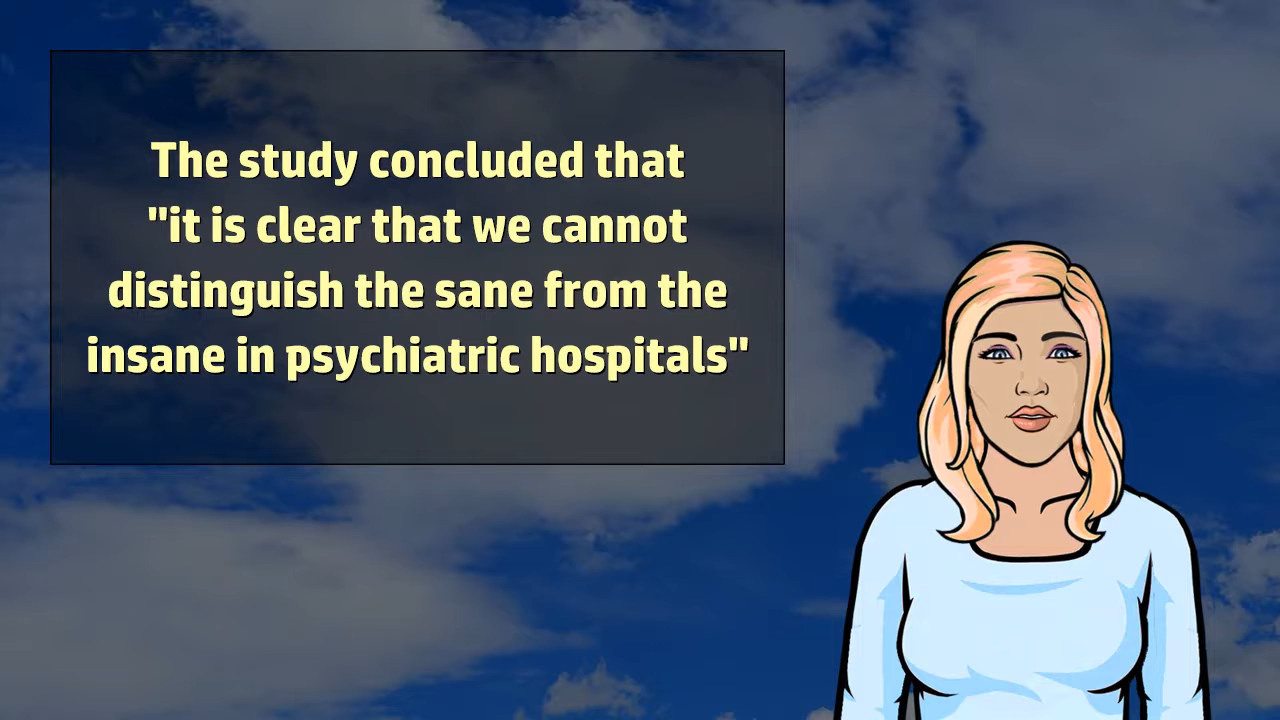 The study concluded that
"it is clear that we cannot
distinguish the sane from the
insane in psychiatric hospitals"